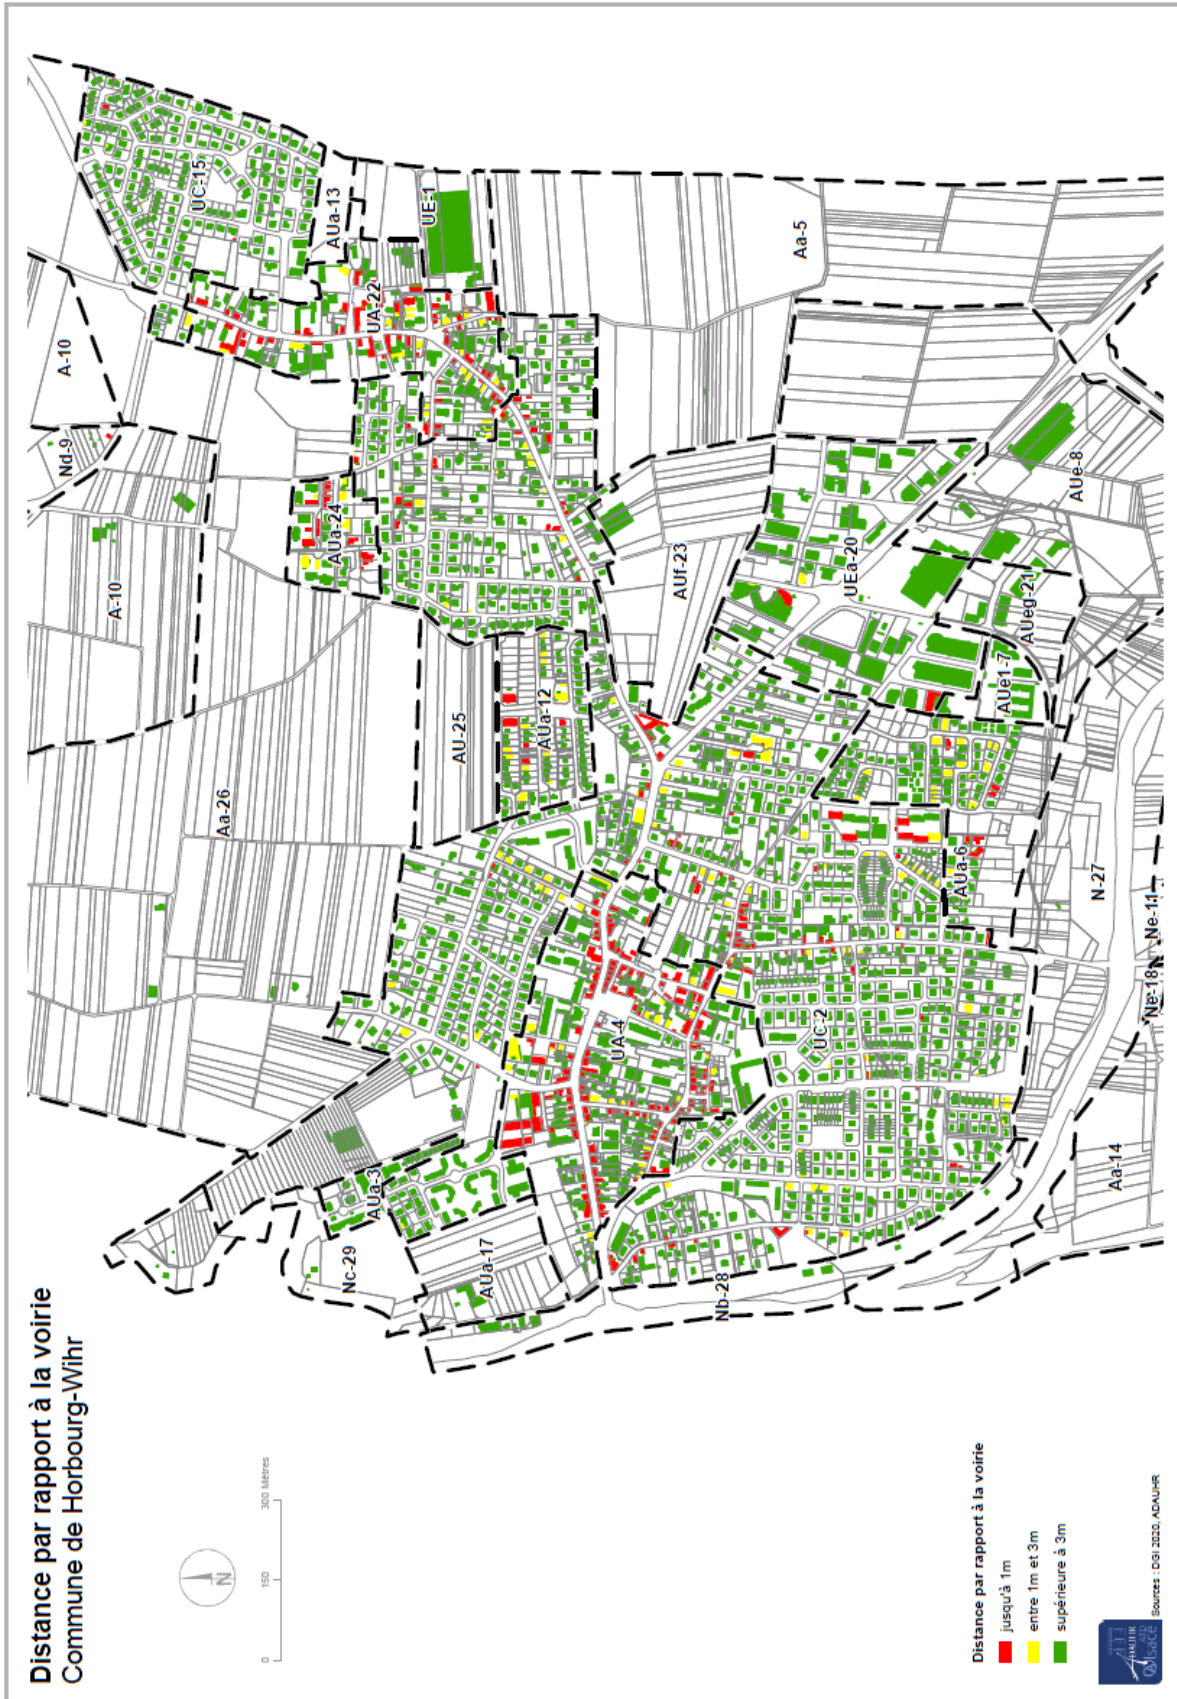 Distance par rapport à la voirie
Commune de Horbourg-Wihr
N
0 150 300 Mètres
Nc-29
AUa-17
AUa-3
Nb-28
Aa-26
A-10
A-10
Nd-9
AU-25
AUa-12
AUa-24
UC-15
AUa-13
UA-22
UE-1
Aa-5
AUf-23
UEa-20
AUe-8
AUeg-21
AUe1-7
UA-4
UC-2
AUa-6
N-27
Ne-11
Ne-18
Aa-14
Distance par rapport à la voirie
jusqu'à 1m
entre 1m et 3m
supérieure à 3m
ADAUHR
ATD
Alsace
Sources : DGI 2020, ADAUHR